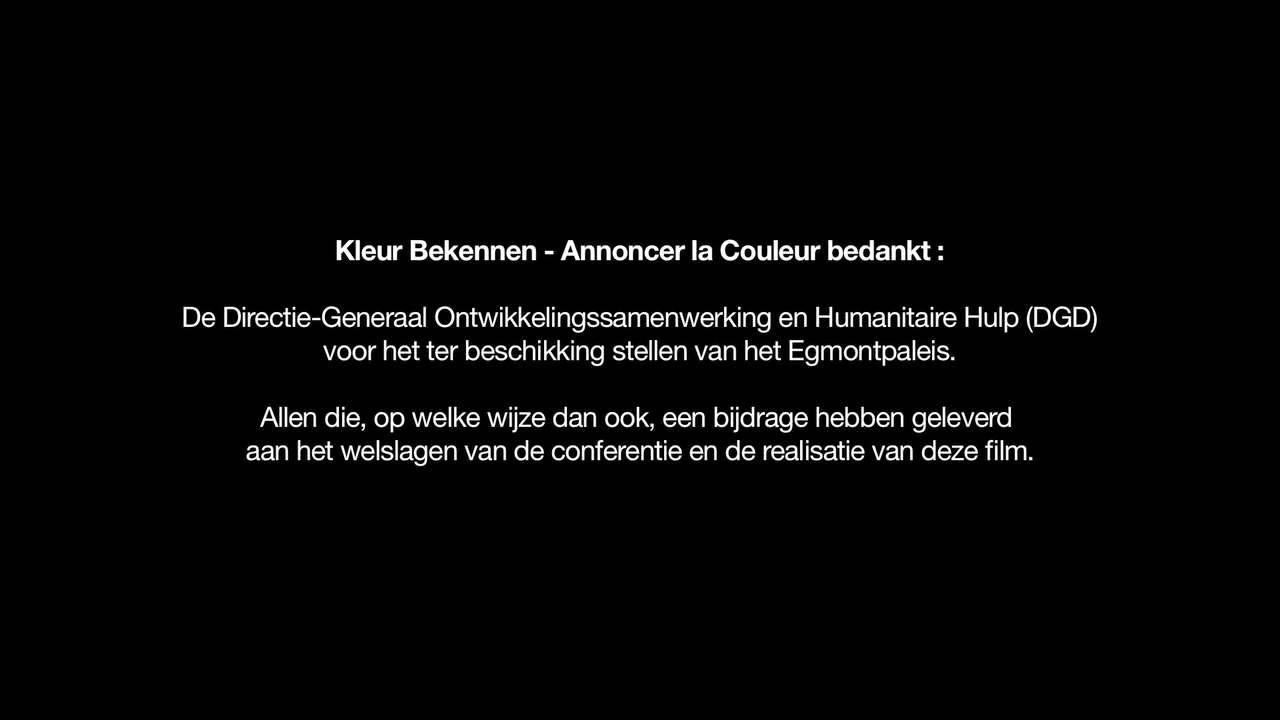 Kleur Bekennen - Annoncer la Couleur bedankt :
De Directie-Generaal Ontwikkelingssamenwerking en Humanitaire Hulp (DGD)
voor het ter beschikking stellen van het Egmontpaleis.
Allen die, op welke wijze dan ook, een bijdrage hebben geleverd
aan het welslagen van de conferentie en de realisatie van deze film.